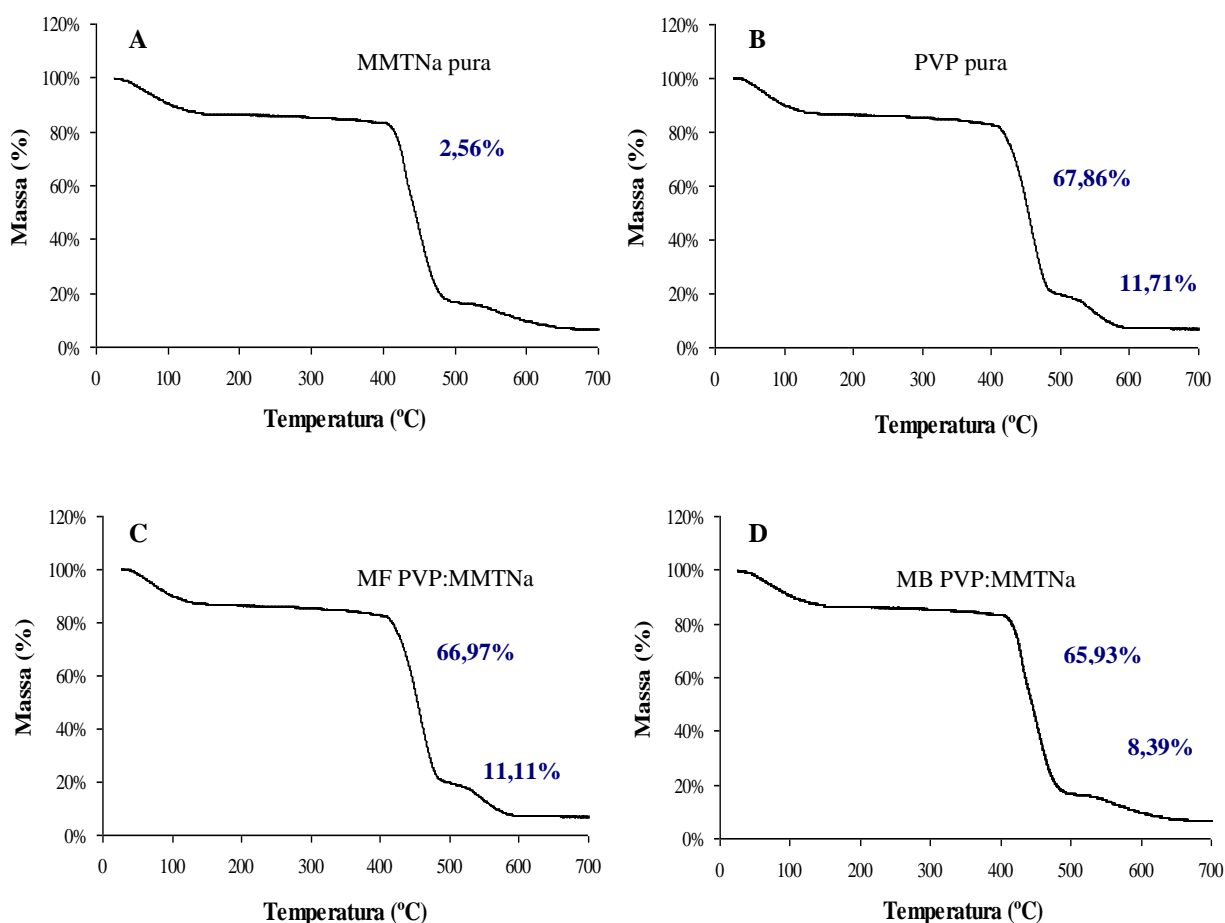 A
MMTNa pura
2,56%
120%
100%
80%
60%
40%
20%
0%
Massa (%)
0 100 200 300 400 500 600 700
Temperatura (ºC)
B
PVP pura
67,86%
11,71%
120%
100%
80%
60%
40%
20%
0%
Massa (%)
0 100 200 300 400 500 600 700
Temperatura (ºC)
C
MF PVP:MMTNa
66,97%
11,11%
120%
100%
80%
60%
40%
20%
0%
Massa (%)
0 100 200 300 400 500 600 700
Temperatura (ºC)
D
MB PVP:MMTNa
65,93%
8,39%
120%
100%
80%
60%
40%
20%
0%
Massa (%)
0 100 200 300 400 500 600 700
Temperatura (ºC)